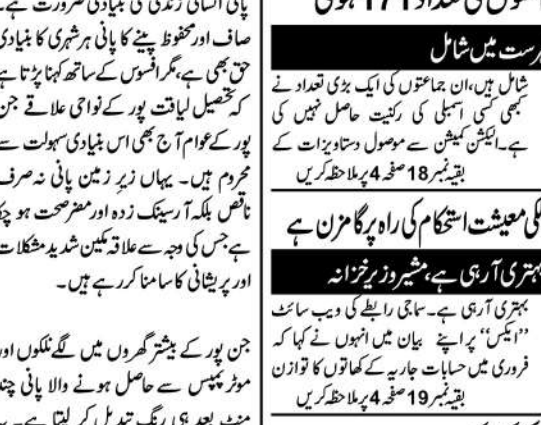 تعداد 171 ہوگی
فہرست میں شامل
شامل ہیں،ان جماعتوں کی ایک بڑی تعداد نے
کبھی کسی اسمبلی کی رکنیت حاصل نہیں کی
ہے۔الیکشن کمیشن سے موصول دستاویزات کے
بقیہ نمبر18 صفحہ 4 پر ملاحظہ کریں
ملکی معیشت استحکام کی راہ پر گامزن ہے
بہتری آرہی ہے،مشیر وزیر خزانہ
بہتری آرہی ہے۔سماجی رابطے کی ویب سائٹ
’’ایکس‘‘ پر اپنے بیان میں انہوں نے کہا کہ
فروری میں حسابات جاریہ کے کھاتوں کا توازن
بقیہ نمبر19 صفحہ 4 پر ملاحظہ کریں
پانی انسانی زندگی کی بنیادی ضرورت ہے۔
صاف اور محفوظ پینے کا پانی ہر شہری کا بنیادی
حق بھی ہے،مگر افسوس کے ساتھ کہنا پڑتا ہے
کہ تحصیل لیاقت پور کے نواحی علاقے جن
پور کے عوام آج بھی اس بنیادی سہولت سے
محروم ہیں۔ یہاں زیر زمین پانی نہ صرف
ناقص بلکہ آرسینک زدہ اور مضر صحت ہو چکا
ہے جس کی وجہ سے علاقہ مکین شدید مشکلات
اور پریشانی کا سامنا کر رہے ہیں۔
جن پور کے بیشتر گھروں میں لگے نلکوں اور
موٹر پمپس سے حاصل ہونے والا پانی چند
منٹ بعد ہی رنگ تبدیل کر لیتا ہے۔